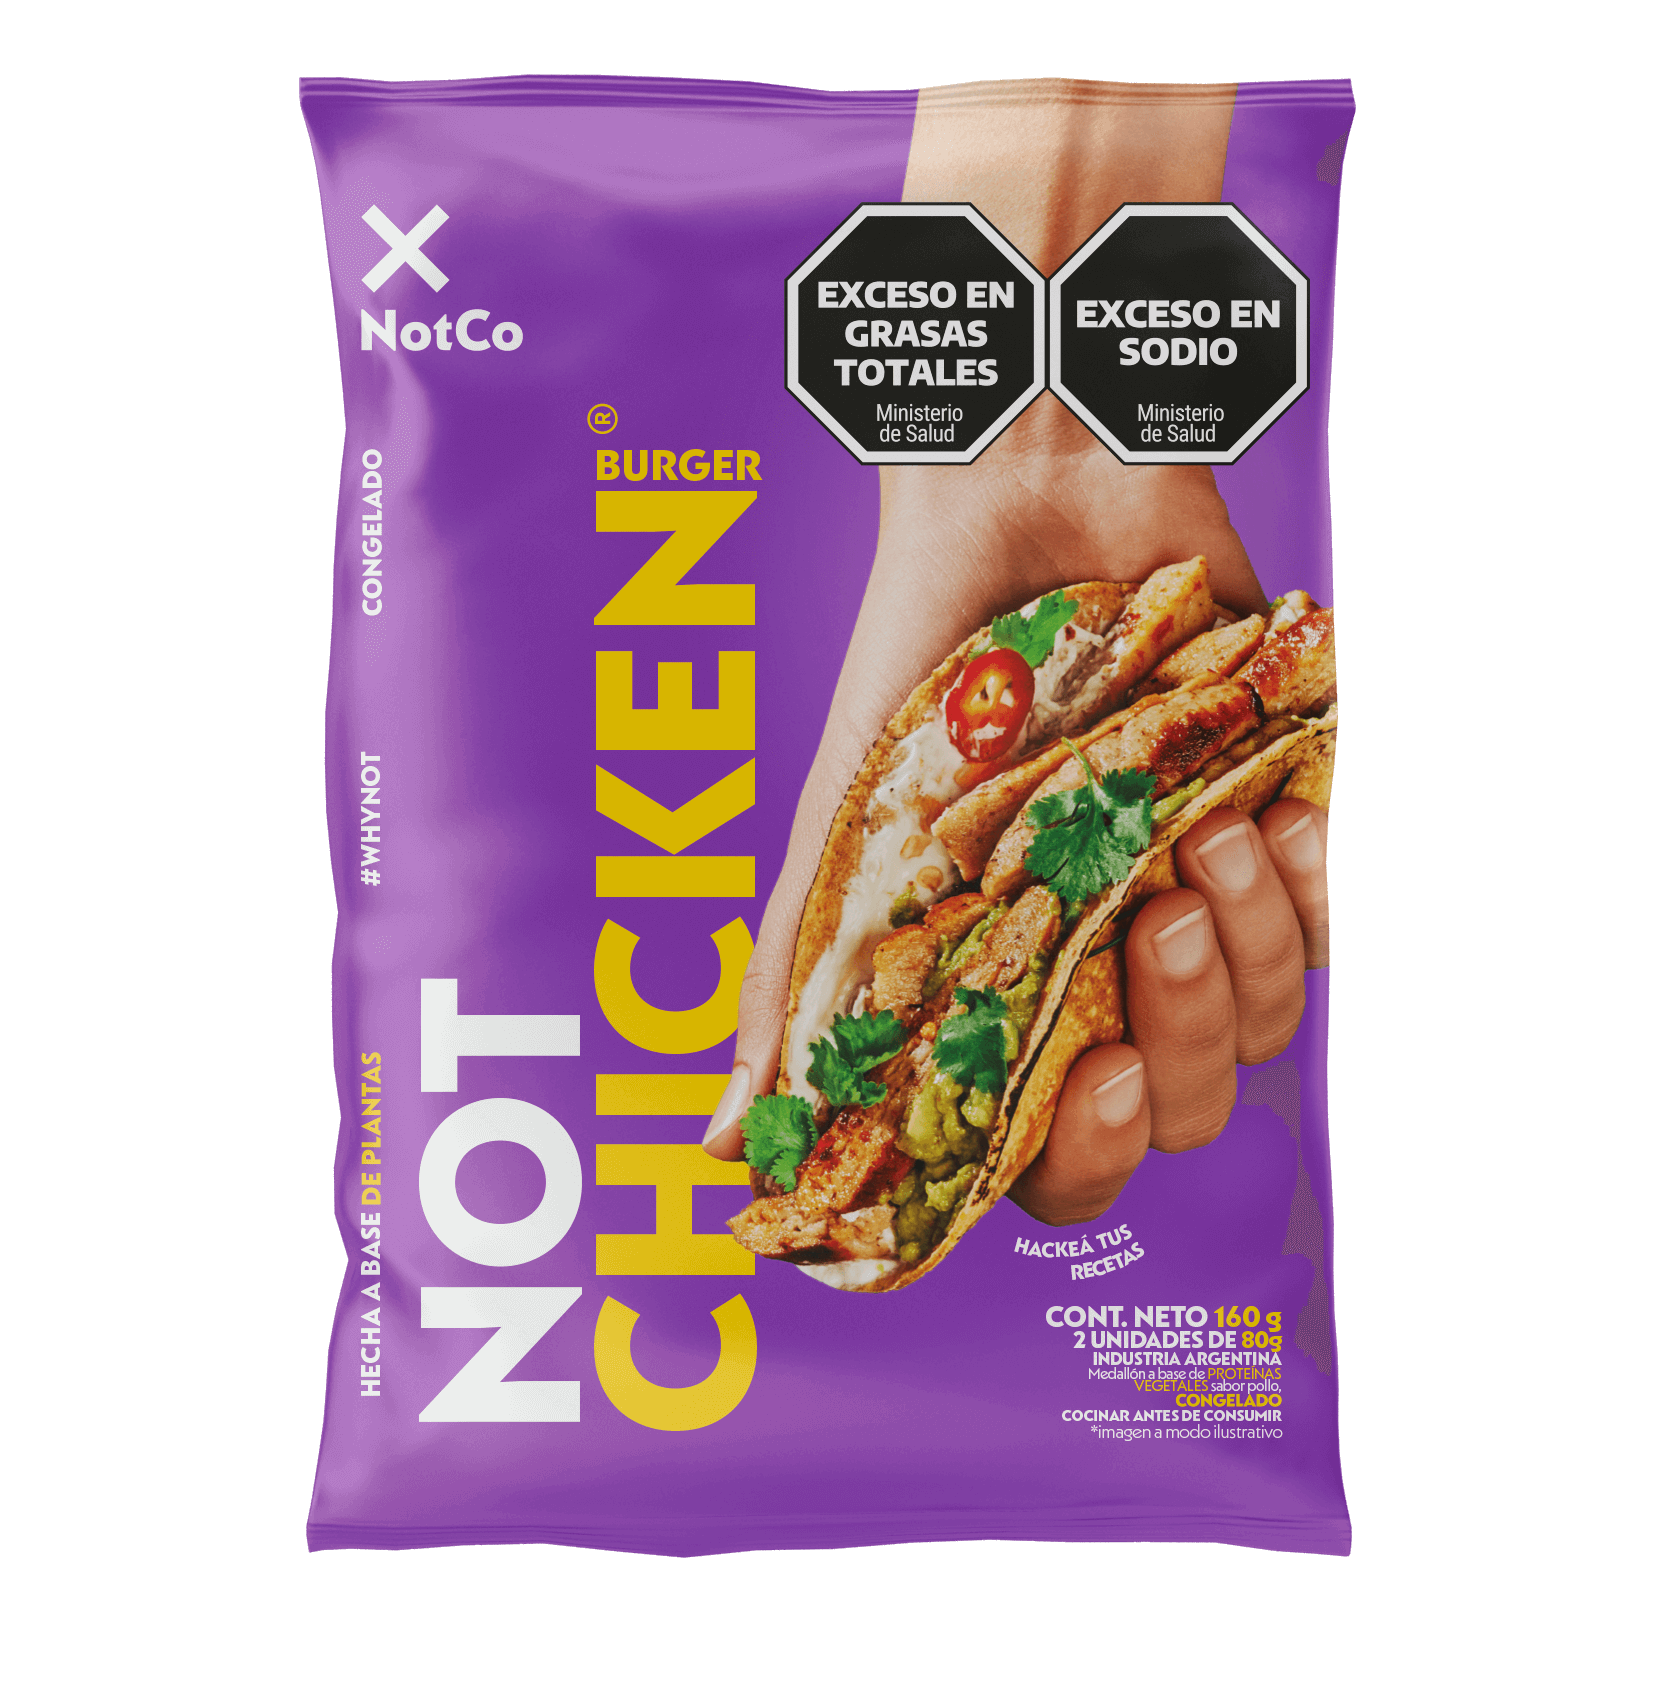 NotCo
EXCESO EN
GRASAS
TOTALES
Ministerio
de Salud
EXCESO EN
SODIO
Ministerio
de Salud
HECHA A BASE DE PLANTAS
#WHYNOT
CONGELADO
NOT
CHICKEN
BURGER
®
HACKEÁ TUS
RECETAS
CONT. NETO 160 g
2 UNIDADES DE 80g
INDUSTRIA ARGENTINA
Medallón a base de PROTEÍNAS
VEGETALES sabor pollo,
CONGELADO
COCINAR ANTES DE CONSUMIR
*imagen a modo ilustrativo